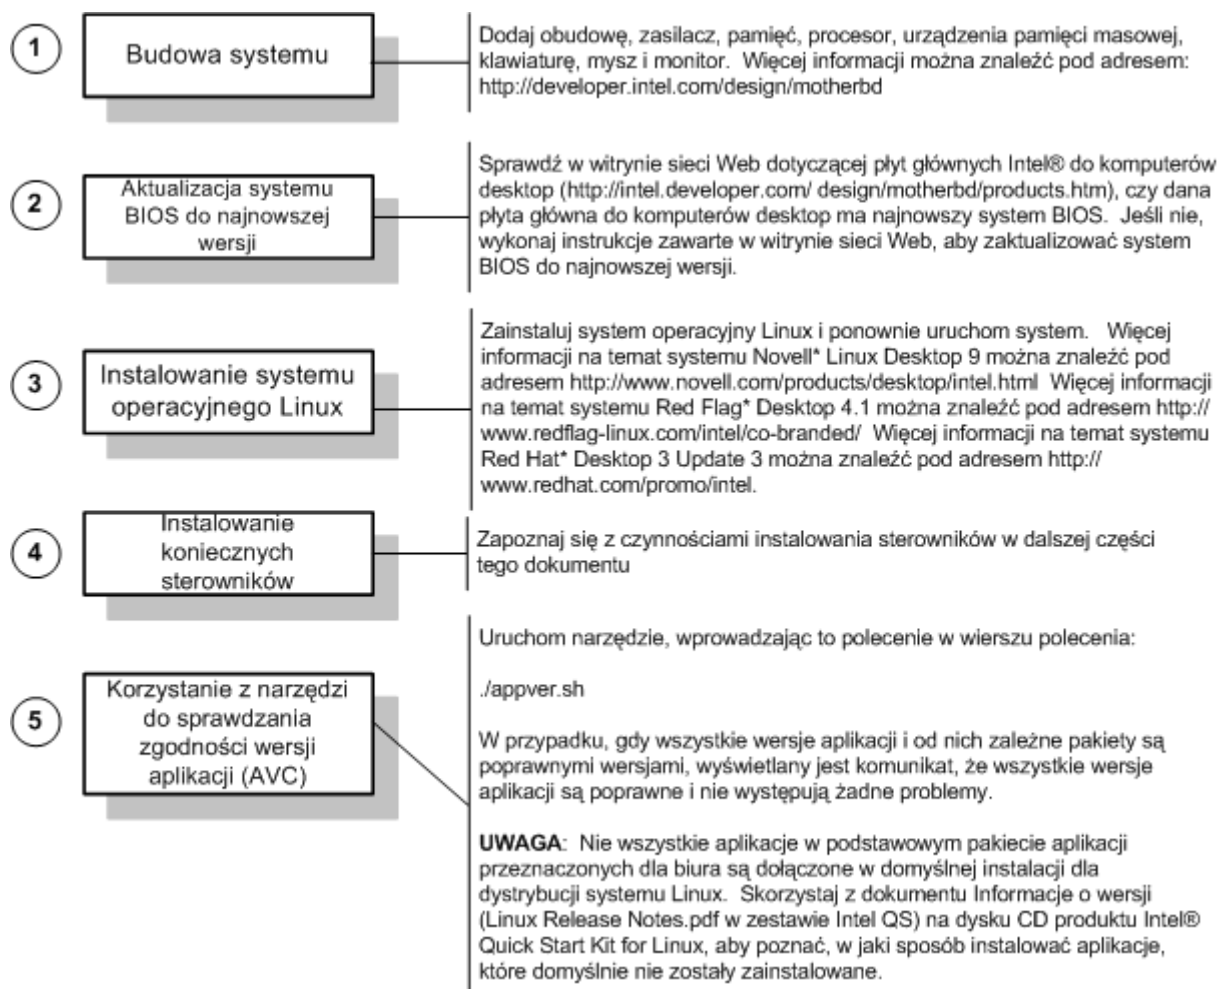 1
Budowa systemu
Dodaj obudowę, zasilacz, pamięć, procesor, urządzenia pamięci masowej,
klawiaturę, mysz i monitor. Więcej informacji można znaleźć pod adresem:
http://developer.intel.com/design/motherbd
2
Aktualizacja systemu
BIOS do najnowszej
wersji
Sprawdź w witrynie sieci Web dotyczącej płyt głównych Intel® do komputerów
desktop (http://intel.developer.com/ design/motherbd/products.htm), czy dana
płyta główna do komputerów desktop ma najnowszy system BIOS. Jeśli nie,
wykonaj instrukcje zawarte w witrynie sieci Web, aby zaktualizować system
BIOS do najnowszej wersji.
3
Instalowanie systemu
operacyjnego Linux
Zainstaluj system operacyjny Linux i ponownie uruchom system. Więcej
informacji na temat systemu Novell* Linux Desktop 9 można znaleźć pod
adresem http://www.novell.com/products/desktop/intel.html Więcej informacji
na temat systemu Red Flag* Desktop 4.1 można znaleźć pod adresem http://
www.redflag-linux.com/intel/co-branded/ Więcej informacji na temat systemu
Red Hat* Desktop 3 Update 3 można znaleźć pod adresem http://
www.redhat.com/promo/intel.
4
Instalowanie
koniecznych
sterowników
Zapoznaj się z czynnościami instalowania sterowników w dalszej części
tego dokumentu
5
Korzystanie z narzędzi
do sprawdzania
zgodności wersji
aplikacji (AVC)
Uruchom narzędzie, wprowadzając to polecenie w wierszu polecenia:
./appver.sh
W przypadku, gdy wszystkie wersje aplikacji i od nich zależne pakiety są
poprawnymi wersjami, wyświetlany jest komunikat, że wszystkie wersje
aplikacji są poprawne i nie występują żadne problemy.
UWAGA: Nie wszystkie aplikacje w podstawowym pakiecie aplikacji
przeznaczonych dla biura są dołączone w domyślnej instalacji dla
dystrybucji systemu Linux. Skorzystaj z dokumentu Informacje o wersji
(Linux Release Notes.pdf w zestawie Intel QS) na dysku CD produktu Intel®
Quick Start Kit for Linux, aby poznać, w jaki sposób instalować aplikacje,
które domyślnie nie zostały zainstalowane.